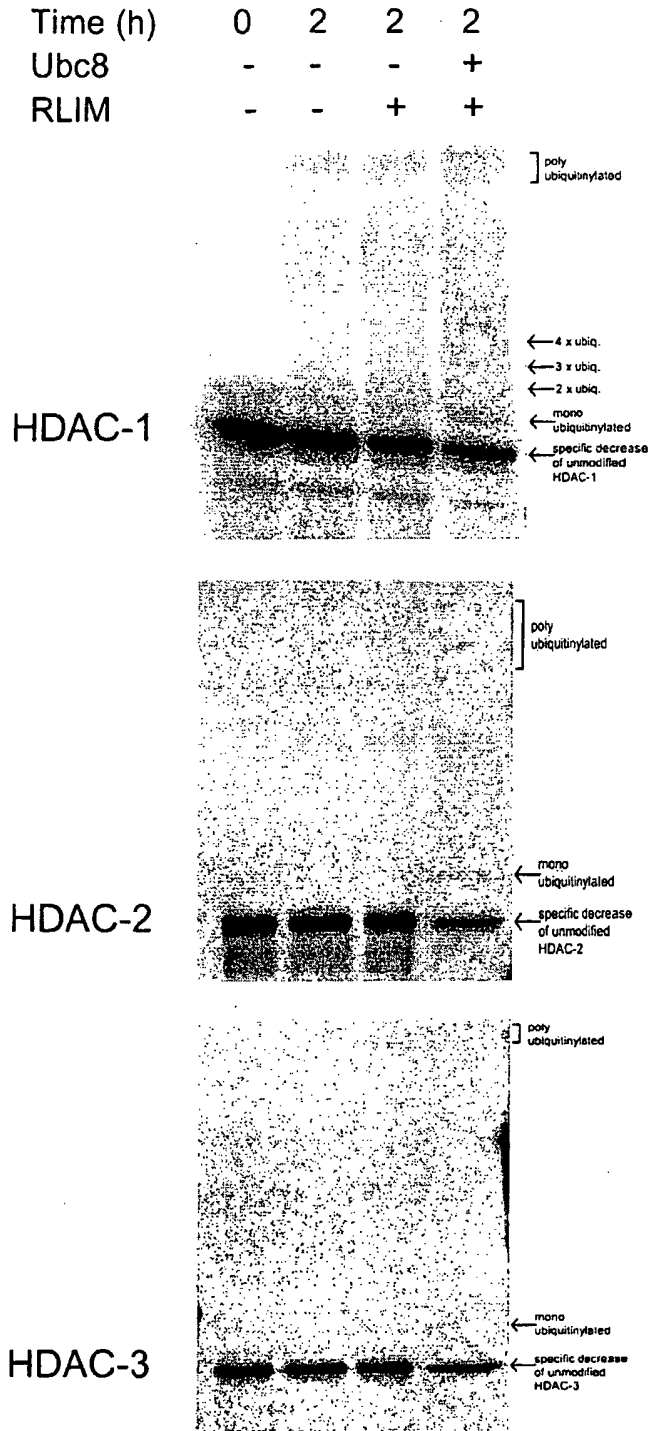 Time (h) 0 2 2 2
Ubc8 - - - +
RLIM - - + +
poly
ubiquitinylated
4 x ubiq.
3 x ubiq.
2 x ubiq.
HDAC-1
mono
ubiquitinylated
specific decrease
of unmodified
HDAC-1
poly
ubiquitinylated
mono
ubiquitinylated
HDAC-2
specific decrease
of unmodified
HDAC-2
poly
ubiquitinylated
mono
ubiquitinylated
HDAC-3
specific decrease
of unmodified
HDAC-3